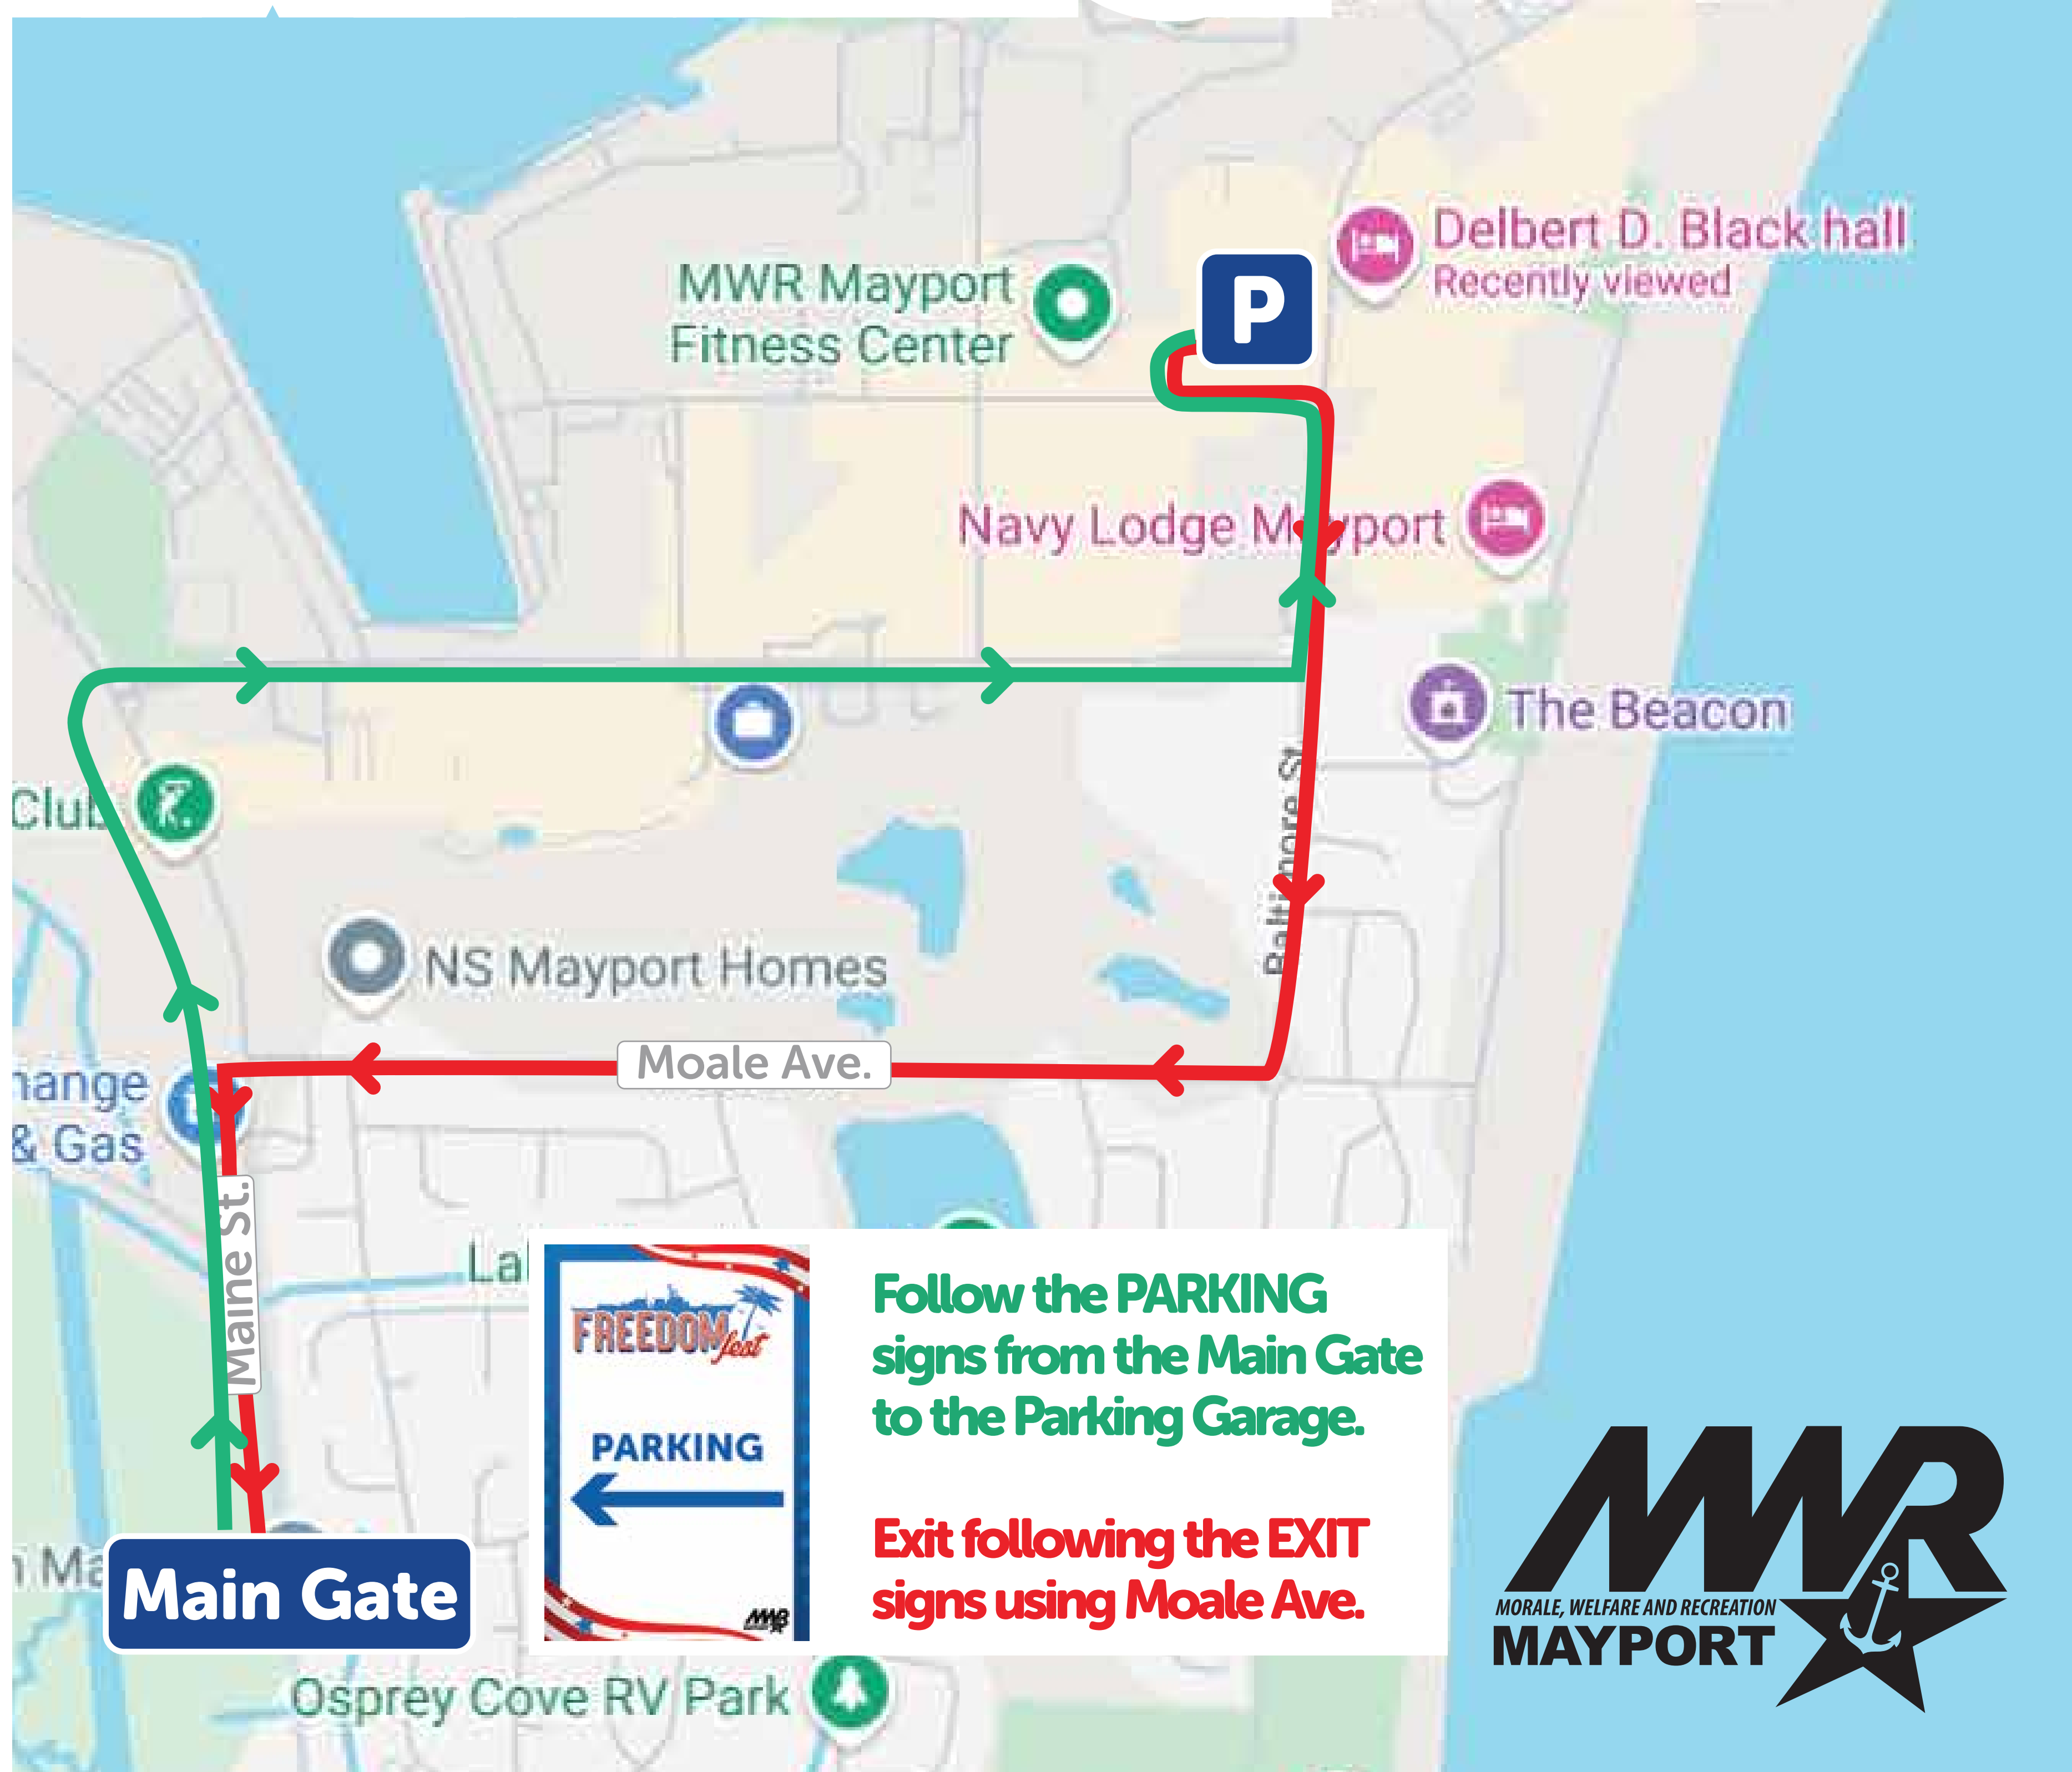 Delbert D. Black hall
Recently viewed
MWR Mayport
Fitness Center
P
Navy Lodge Mayport
The Beacon
Club
Baltimore St
NS Mayport Homes
Moale Ave.
hange
& Gas
Maine St.
La
FREEDOM fest
PARKING
MWR
Follow the PARKING
signs from the Main Gate
to the Parking Garage.
Exit following the EXIT
signs using Moale Ave.
Main Gate
Ma
Osprey Cove RV Park
MWR
MORALE, WELFARE AND RECREATION
MAYPORT